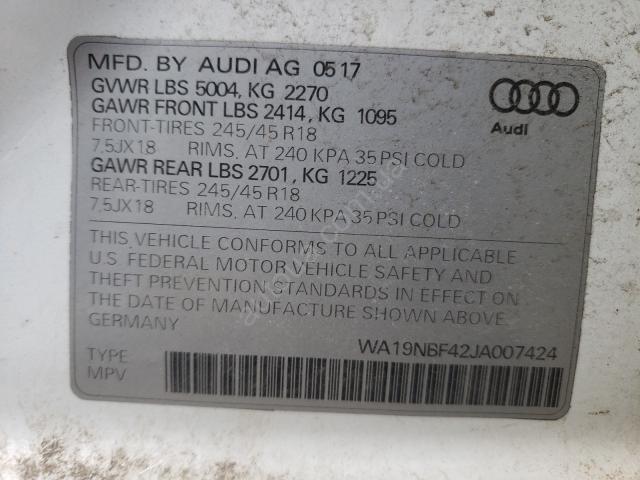 MFD. BY AUDI AG 0517
GVWR LBS 5004, KG 2270
GAWR FRONT LBS 2414, KG 1095
FRONT-TIRES 245/45 R18
7,5JX18 RIMS, AT 240 KPA 35 PSI COLD
GAWR REAR LBS 2701, KG 1225
REAR-TIRES 245/45 R18
7,5JX18 RIMS, AT 240 KPA 35 PSI COLD
Audi
THIS VEHICLE CONFORMS TO ALL APPLICABLE
U.S. FEDERAL MOTOR VEHICLE SAFETY AND
THEFT PREVENTION STANDARDS IN EFFECT ON
THE DATE OF MANUFACTURE SHOWN ABOVE
GERMANY
WA19NBF42JA007424
TYPE
MPV